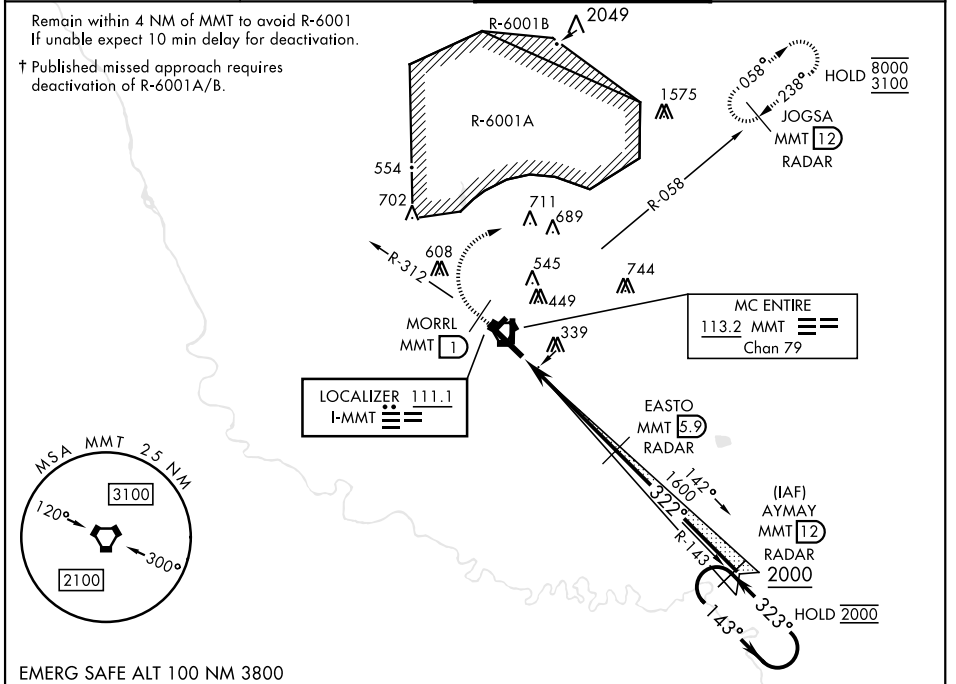 Remain within 4 NM of MMT to avoid R-6001
If unable expect 10 min delay for deactivation.
† Published missed approach requires
deactivation of R-6001A/B.
R-6001B
2049
R-6001A
1575
058°
238°
HOLD 8000
3100
JOGSA
MMT 12
RADAR
554
702
R-058
711
689
R-312
608
545
744
449
MORRL
MMT 1
339
MC ENTIRE
113.2 MMT
Chan 79
LOCALIZER 111.1
I-MMT
EASTO
MMT 5.9
RADAR
142°
1600
322°
R-143
(IAF)
AYMAY
MMT 12
RADAR
2000
323°
143°
HOLD 2000
MSA MMT 25 NM
3100
120°
300°
2100
EMERG SAFE ALT 100 NM 3800